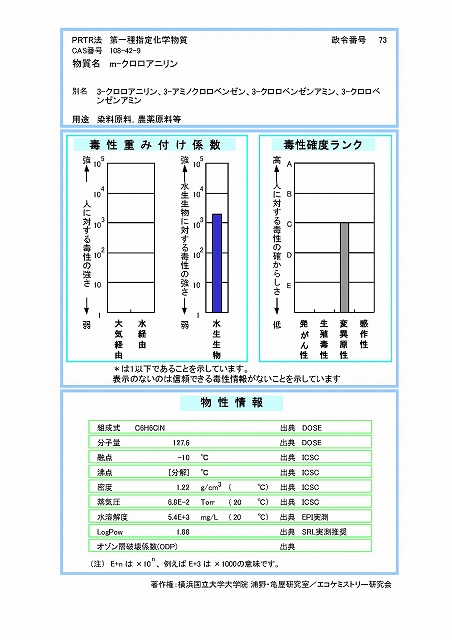 PRTR法 第一種指定化学物質 政令番号 73
CAS番号 108-42-9
物質名 m-クロロアニリン
別名 3-クロロアニリン、3-アミノクロロベンゼン、3-クロロベンゼンアミン、3-クロロベ
ンゼンアミン
用途 染料原料、農薬原料等
毒性重み付け係数
強 10^5 10^4 10^3 10^2 10 1 弱
人に対する毒性の強さ
大気経由
水経由
強 10^5 10^4 10^3 10^2 10 1 弱
水生生物に対する毒性の強さ
水生生物
毒性確度ランク
高 A B C D E 低
人に対する毒性の確からしさ
発がん性
生殖毒性
変異原性
感作性
*は1以下であることを示しています。
表示のないのは信頼できる毒性情報がないことを示しています
物性情報
組成式 C6H6ClN 出典 DOSE
分子量 127.6 出典 DOSE
融点 -10 ℃ 出典 ICSC
沸点 [分解] ℃ 出典 ICSC
密度 1.22 g/cm3 ( ℃) 出典 ICSC
蒸気圧 6.8E-2 Torr (20 ℃) 出典 ICSC
水溶解度 5.4E+3 mg/L (20 ℃) 出典 EPI実測
LogPow 1.88 出典 SRL実測推奨
オゾン層破壊係数(ODP) 出典
(注) E+n は ×10^n、例えば E+3 は ×1000の意味です。
著作権:横浜国立大学大学院 浦野・亀屋研究室/エコケミストリー研究会